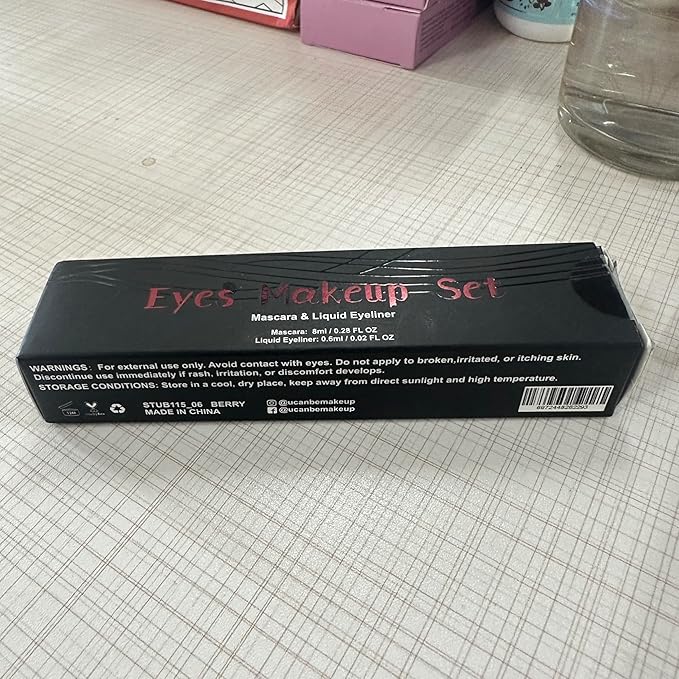 Eyes Makeup Set
Mascara & Liquid Eyeliner
Mascara: 8ml / 0.28 FL OZ
Liquid Eyeliner: 0.6ml / 0.02 FL OZ
WARNINGS: For external use only. Avoid contact with eyes. Do not apply to broken,irritated, or itching skin.
Discontinue use immediately if rash, irritation, or discomfort develops.
STORAGE CONDITIONS: Store in a cool, dry place, keep away from direct sunlight and high temperature.
STUB115_06 BERRY @ucanbemakeup
MADE IN CHINA @ucanbemakeup
6972448262293